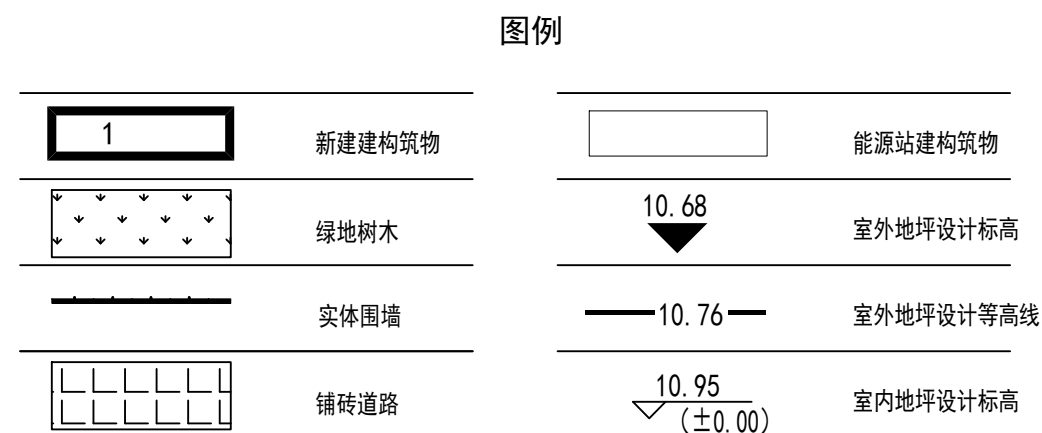 图例
1 新建建构筑物 能源站建构筑物
绿地树木 10.68 室外地坪设计标高
实体围墙 10.76 室外地坪设计等高线
铺砖道路 10.95 室内地坪设计标高
(±0.00)